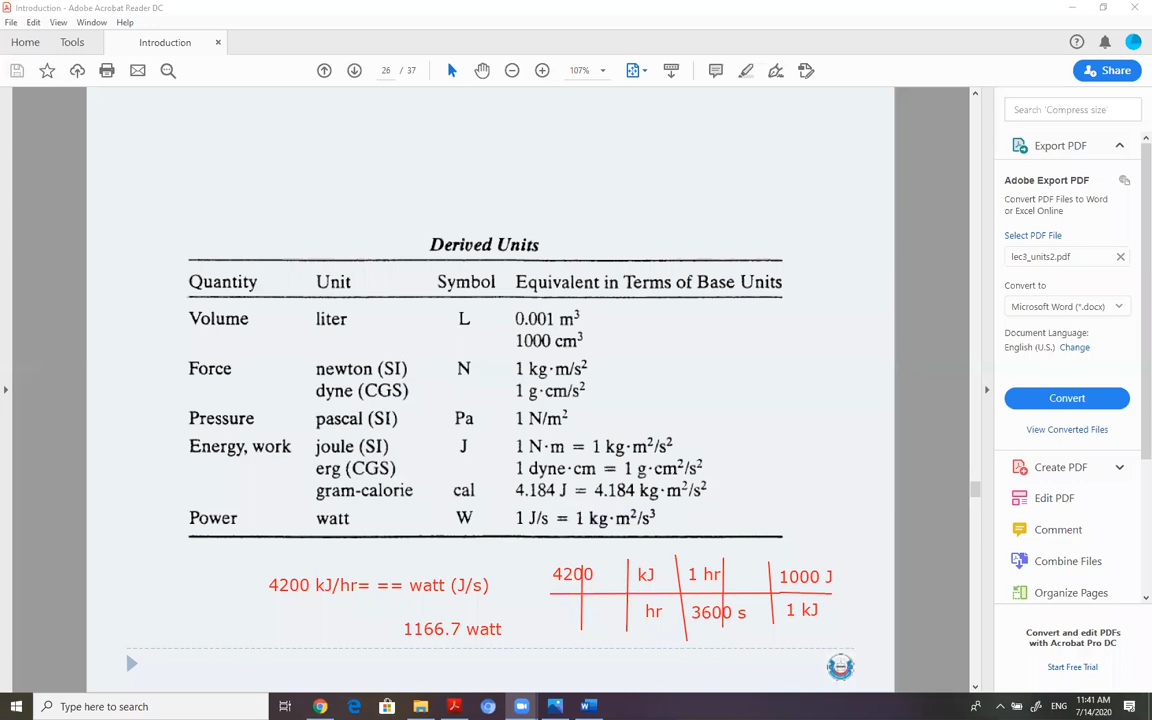 Introduction - Adobe Acrobat Reader DC
File Edit View Window Help
Home Tools Introduction ×
26 / 37 107% Share
Search 'Compress size'
Export PDF
Adobe Export PDF
Convert PDF Files to Word
or Excel Online
Select PDF File
lec3_units2.pdf ×
Convert to
Microsoft Word (*.docx)
Document Language:
English (U.S.) Change
Convert
View Converted Files
Create PDF
Edit PDF
Comment
Combine Files
Organize Pages
Convert and edit PDFs
with Acrobat Pro DC
Start Free Trial
Derived Units
Quantity Unit Symbol Equivalent in Terms of Base Units
Volume liter L 0.001 m³
1000 cm³
Force newton (SI) N 1 kg·m/s²
dyne (CGS) 1 g·cm/s²
Pressure pascal (SI) Pa 1 N/m²
Energy, work joule (SI) J 1 N·m = 1 kg·m²/s²
erg (CGS) 1 dyne·cm = 1 g·cm²/s²
gram-calorie cal 4.184 J = 4.184 kg·m²/s²
Power watt W 1 J/s = 1 kg·m²/s³
4200 kJ/hr= == watt (J/s)
1166.7 watt
4200 kJ 1 hr 1000 J
hr 3600 s 1 kJ
Type here to search
ENG 11:41 AM
7/14/2020